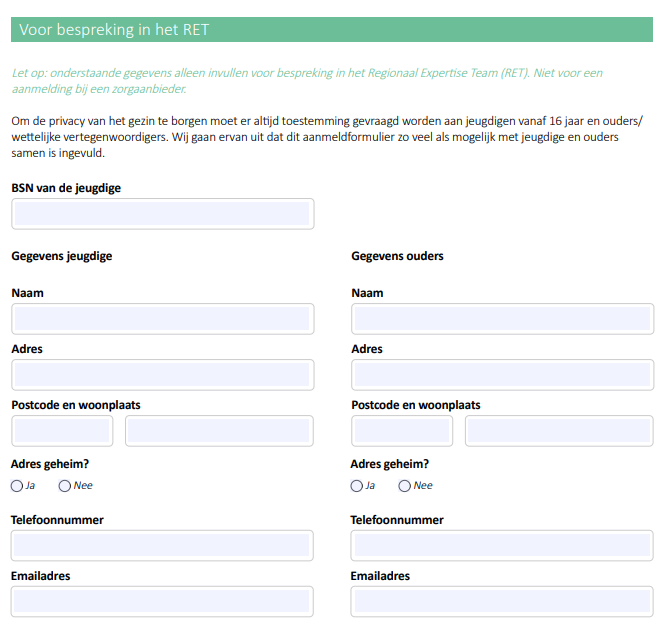 Voor bespreking in het RET
Let op: onderstaande gegevens alleen invullen voor bespreking in het Regionaal Expertise Team (RET). Niet voor een
aanmelding bij een zorgaanbieder.
Om de privacy van het gezin te borgen moet er altijd toestemming gevraagd worden aan jeugdigen vanaf 16 jaar en ouders/
wettelijke vertegenwoordigers. Wij gaan ervan uit dat dit aanmeldformulier zo veel als mogelijk met jeugdige en ouders
samen is ingevuld.
BSN van de jeugdige
Gegevens jeugdige
Naam
Adres
Postcode en woonplaats
Adres geheim?
Ja Nee
Telefoonnummer
Emailadres
Gegevens ouders
Naam
Adres
Postcode en woonplaats
Adres geheim?
Ja Nee
Telefoonnummer
Emailadres